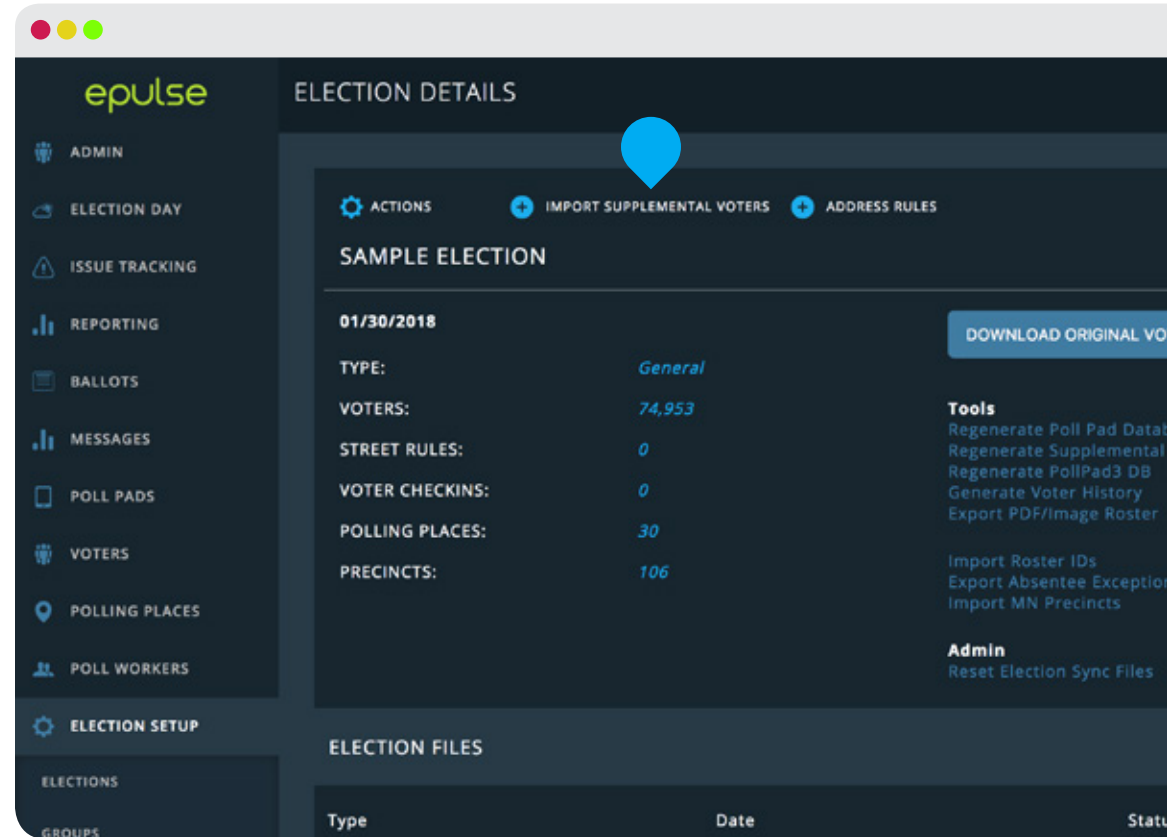 epulse
ELECTION DETAILS
ADMIN
ELECTION DAY
ISSUE TRACKING
REPORTING
BALLOTS
MESSAGES
POLL PADS
VOTERS
POLLING PLACES
POLL WORKERS
ELECTION SETUP
ELECTIONS
GROUPS
ACTIONS IMPORT SUPPLEMENTAL VOTERS ADDRESS RULES
SAMPLE ELECTION
01/30/2018
TYPE: General
VOTERS: 74,953
STREET RULES: 0
VOTER CHECKINS: 0
POLLING PLACES: 30
PRECINCTS: 106
DOWNLOAD ORIGINAL VO
Tools
Regenerate Poll Pad Datab
Regenerate Supplemental
Regenerate PollPad3 DB
Generate Voter History
Export PDF/Image Roster
Import Roster IDs
Export Absentee Exception
Import MN Precincts
Admin
Reset Election Sync Files
ELECTION FILES
Type Date Statu